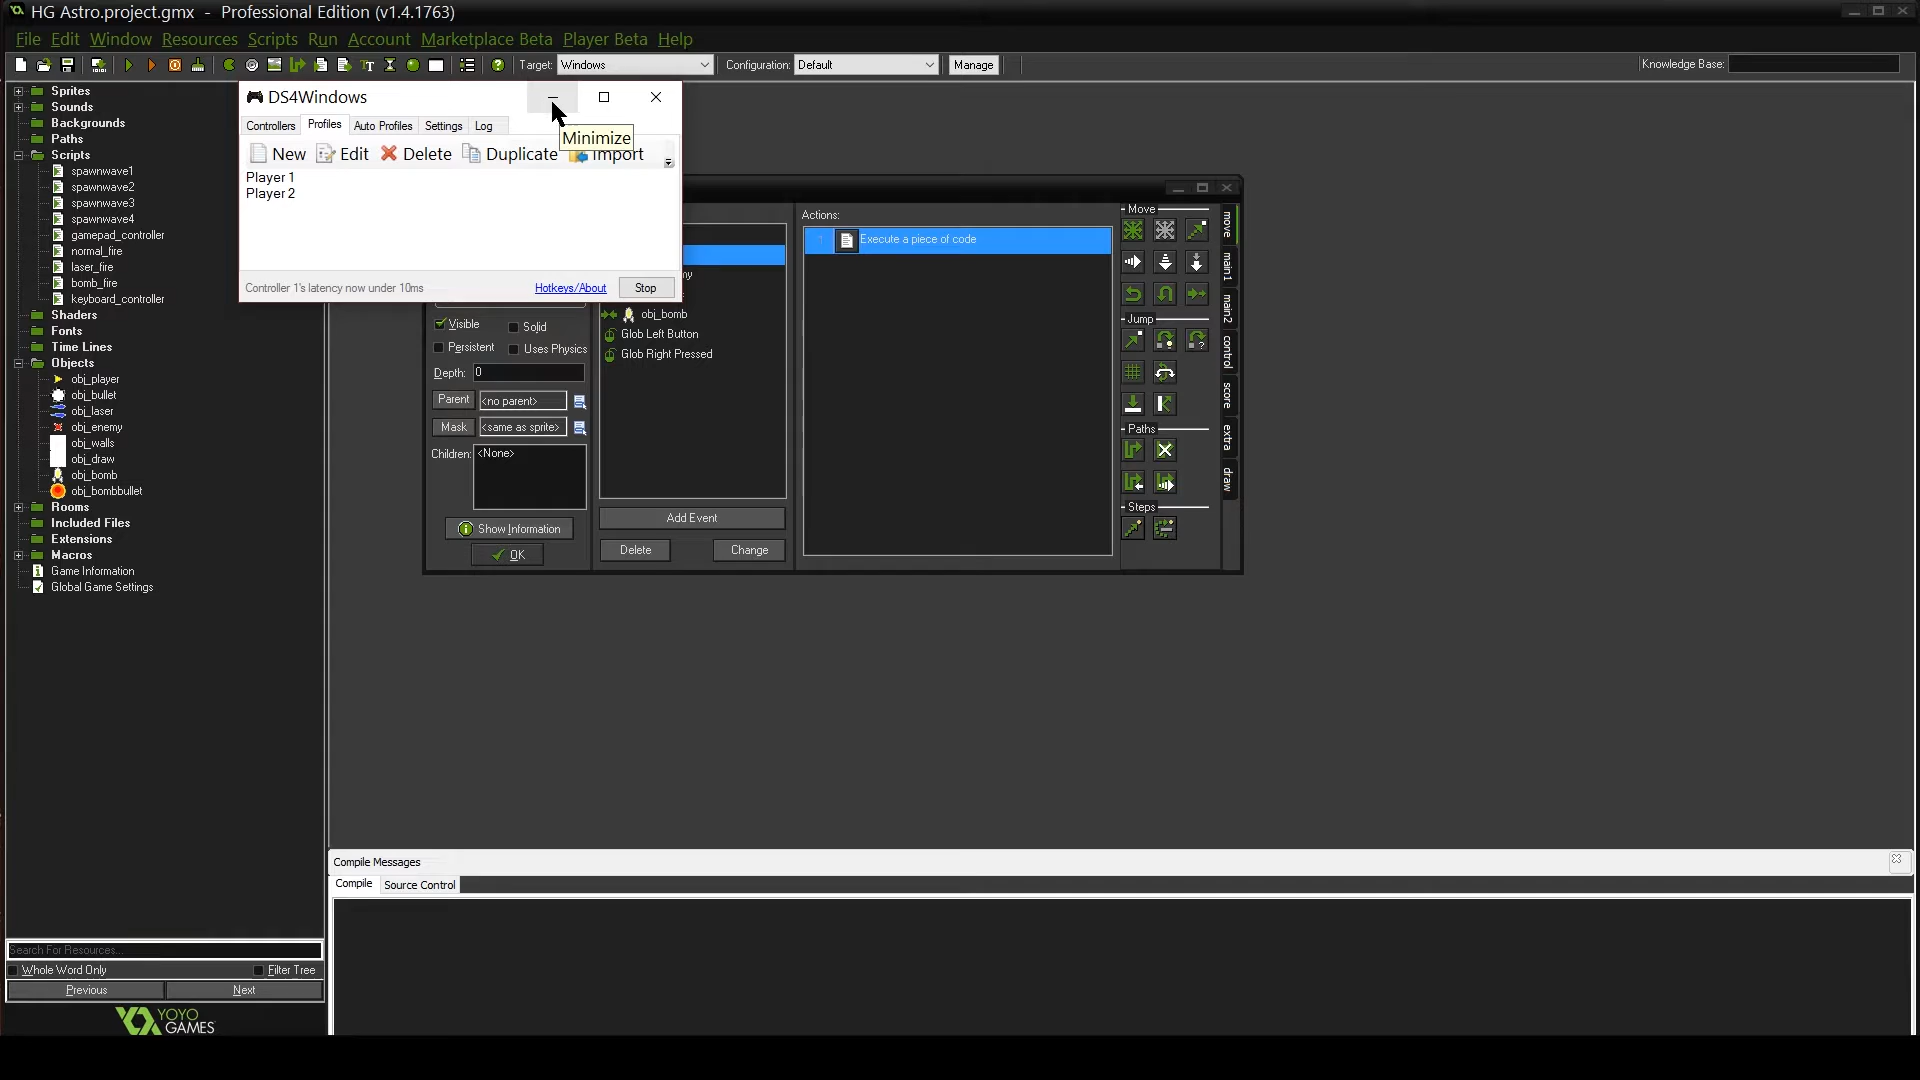 HG Astro.project.gmx - Professional Edition (v1.4.1763)
File Edit Window Resources Scripts Run Account Marketplace Beta Player Beta Help
Target: Windows Configuration: Default Manage Knowledge Base:
Sprites
Sounds
Backgrounds
Paths
Scripts
spawnwave1
spawnwave2
spawnwave3
spawnwave4
gamepad_controller
normal_fire
laser_fire
bomb_fire
keyboard_controller
Shaders
Fonts
Time Lines
Objects
obj_player
obj_bullet
obj_laser
obj_enemy
obj_walls
obj_draw
obj_bomb
obj_bombbullet
Rooms
Included Files
Extensions
Macros
Game Information
Global Game Settings
Search For Resources...
Whole Word Only Filter Tree
Previous Next
YOYO
GAMES
DS4Windows
Controllers Profiles Auto Profiles Settings Log
Minimize
New Edit Delete Duplicate Import
Player 1
Player 2
Controller 1's latency now under 10ms Hotkeys/About Stop
Visible Solid
Persistent Uses Physics
Depth: 0
Parent <no parent>
Mask <same as sprite>
Children: <None>
Show Information
OK
obj_bomb
Glob Left Button
Glob Right Pressed
Add Event
Delete Change
Actions:
1 Execute a piece of code
Move
Jump
Paths
Steps
move
main1
main2
control
score
extra
draw
Compile Messages
Compile Source Control